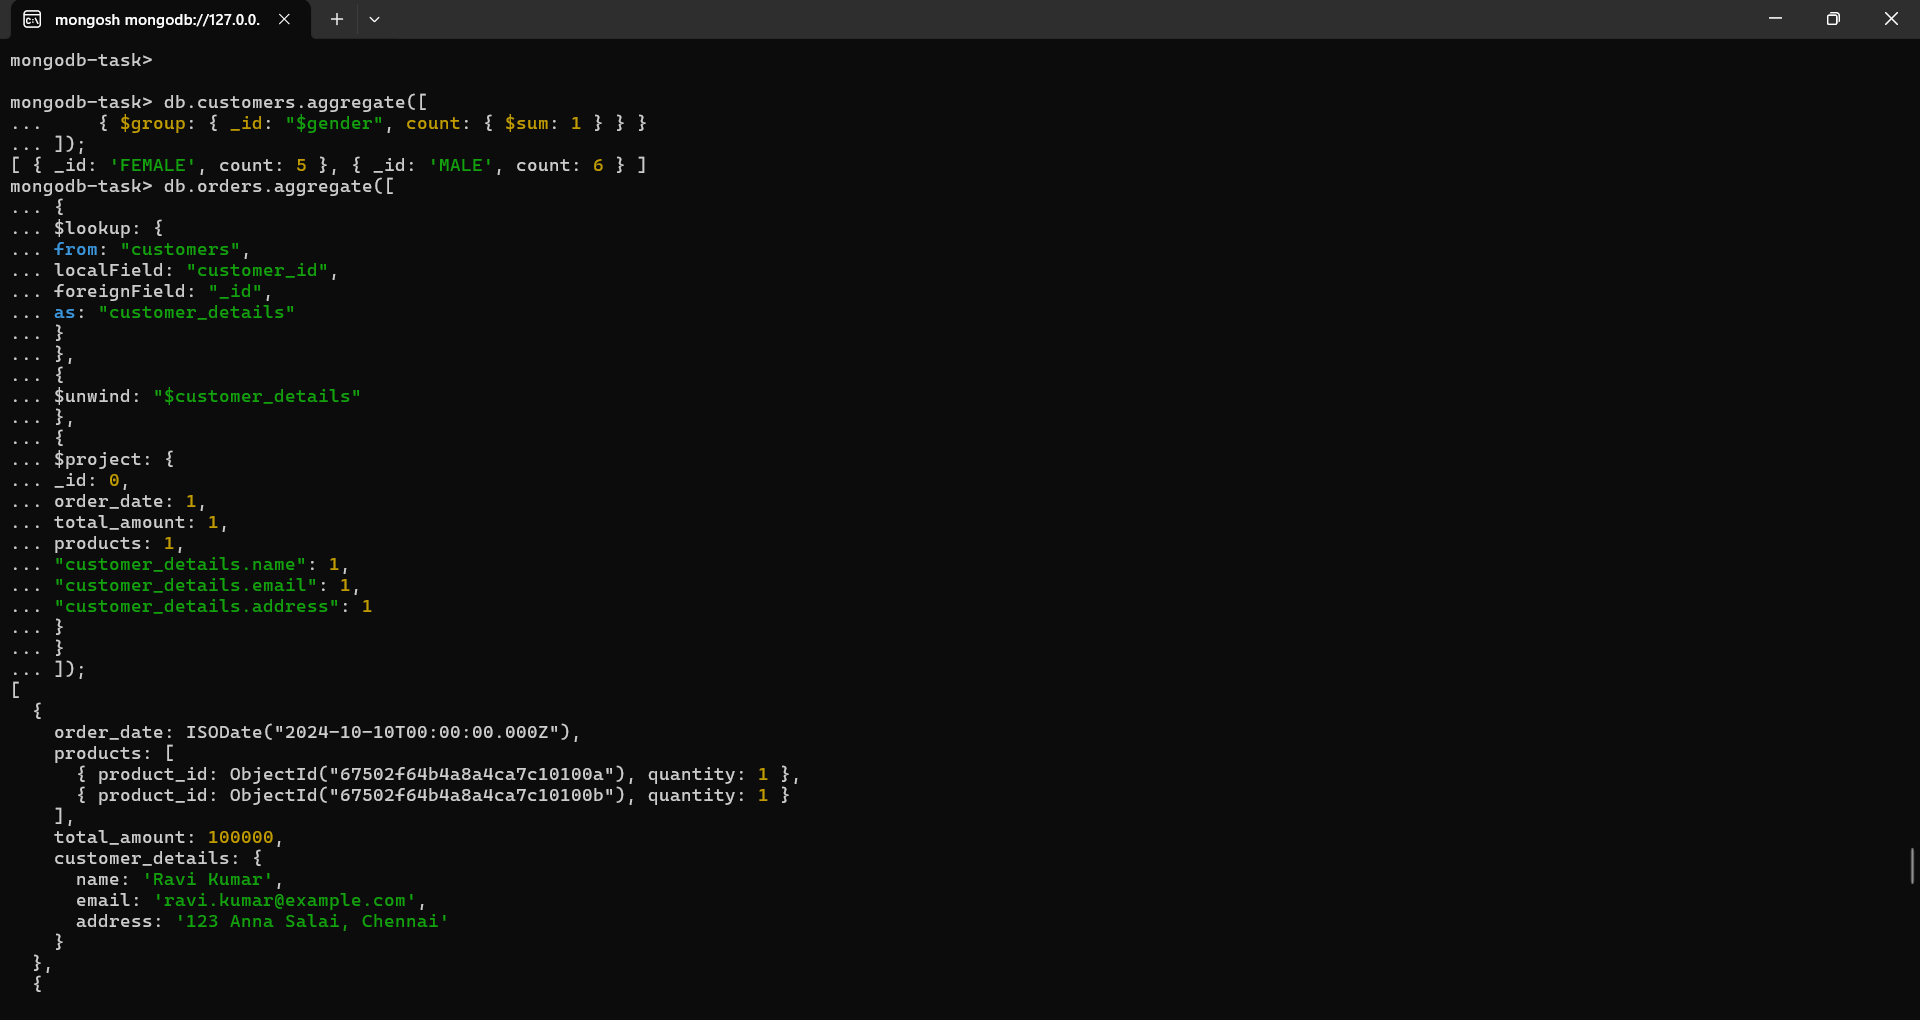 mongosh mongodb://127.0.0.
mongodb-task>
mongodb-task> db.customers.aggregate([
...     { $group: { _id: "$gender", count: { $sum: 1 } } }
... ]);
[ { _id: 'FEMALE', count: 5 }, { _id: 'MALE', count: 6 } ]
mongodb-task> db.orders.aggregate([
... {
... $lookup: {
... from: "customers",
... localField: "customer_id",
... foreignField: "_id",
... as: "customer_details"
... }
... },
... {
... $unwind: "$customer_details"
... },
... {
... $project: {
... _id: 0,
... order_date: 1,
... total_amount: 1,
... products: 1,
... "customer_details.name": 1,
... "customer_details.email": 1,
... "customer_details.address": 1
... }
... }
... ]);
[
  {
    order_date: ISODate("2024-10-10T00:00:00.000Z"),
    products: [
      { product_id: ObjectId("67502f64b4a8a4ca7c10100a"), quantity: 1 },
      { product_id: ObjectId("67502f64b4a8a4ca7c10100b"), quantity: 1 }
    ],
    total_amount: 100000,
    customer_details: {
      name: 'Ravi Kumar',
      email: 'ravi.kumar@example.com',
      address: '123 Anna Salai, Chennai'
    }
  },
  {